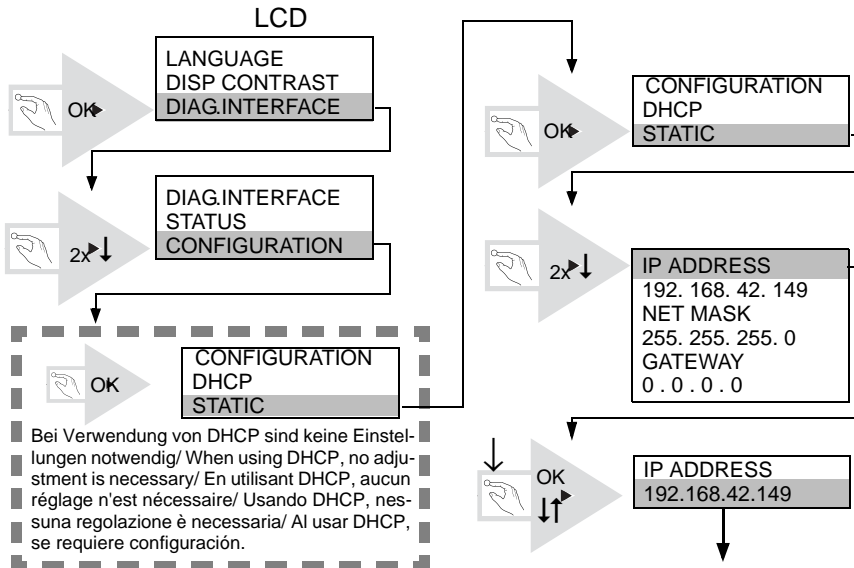 LCD
OK
LANGUAGE
DISP CONTRAST
DIAG.INTERFACE
2x
DIAG.INTERFACE
STATUS
CONFIGURATION
OK
CONFIGURATION
DHCP
STATIC
Bei Verwendung von DHCP sind keine Einstel-
lungen notwendig/ When using DHCP, no adju-
stment is necessary/ En utilisant DHCP, aucun
réglage n'est nécessaire/ Usando DHCP, nes-
suna regolazione è necessaria/ Al usar DHCP,
se requiere configuración.
OK
CONFIGURATION
DHCP
STATIC
2x
IP ADDRESS
192. 168. 42. 149
NET MASK
255. 255. 255. 0
GATEWAY
0 . 0 . 0 . 0
OK
IP ADDRESS
192.168.42.149